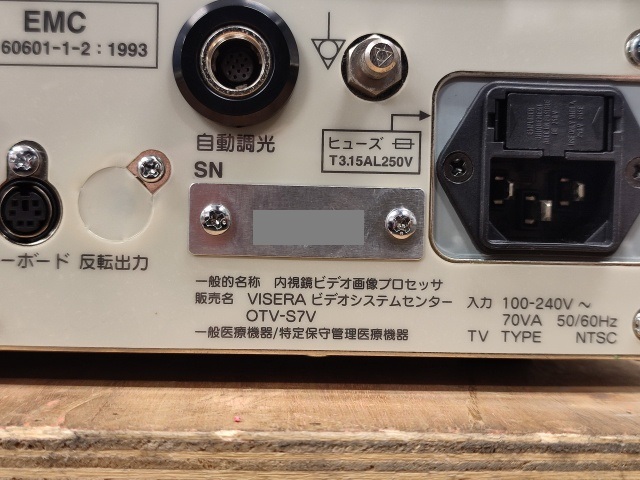 EMC
60601-1-2 : 1993
自動調光
ヒューズ
T3.15AL250V
SN
ーボード 反転出力
一般的名称 内視鏡ビデオ画像プロセッサ
販売名 VISERA ビデオシステムセンター
OTV-S7V
一般医療機器/特定保守管理医療機器
入力 100-240V ～
70VA 50/60Hz
TV TYPE NTSC